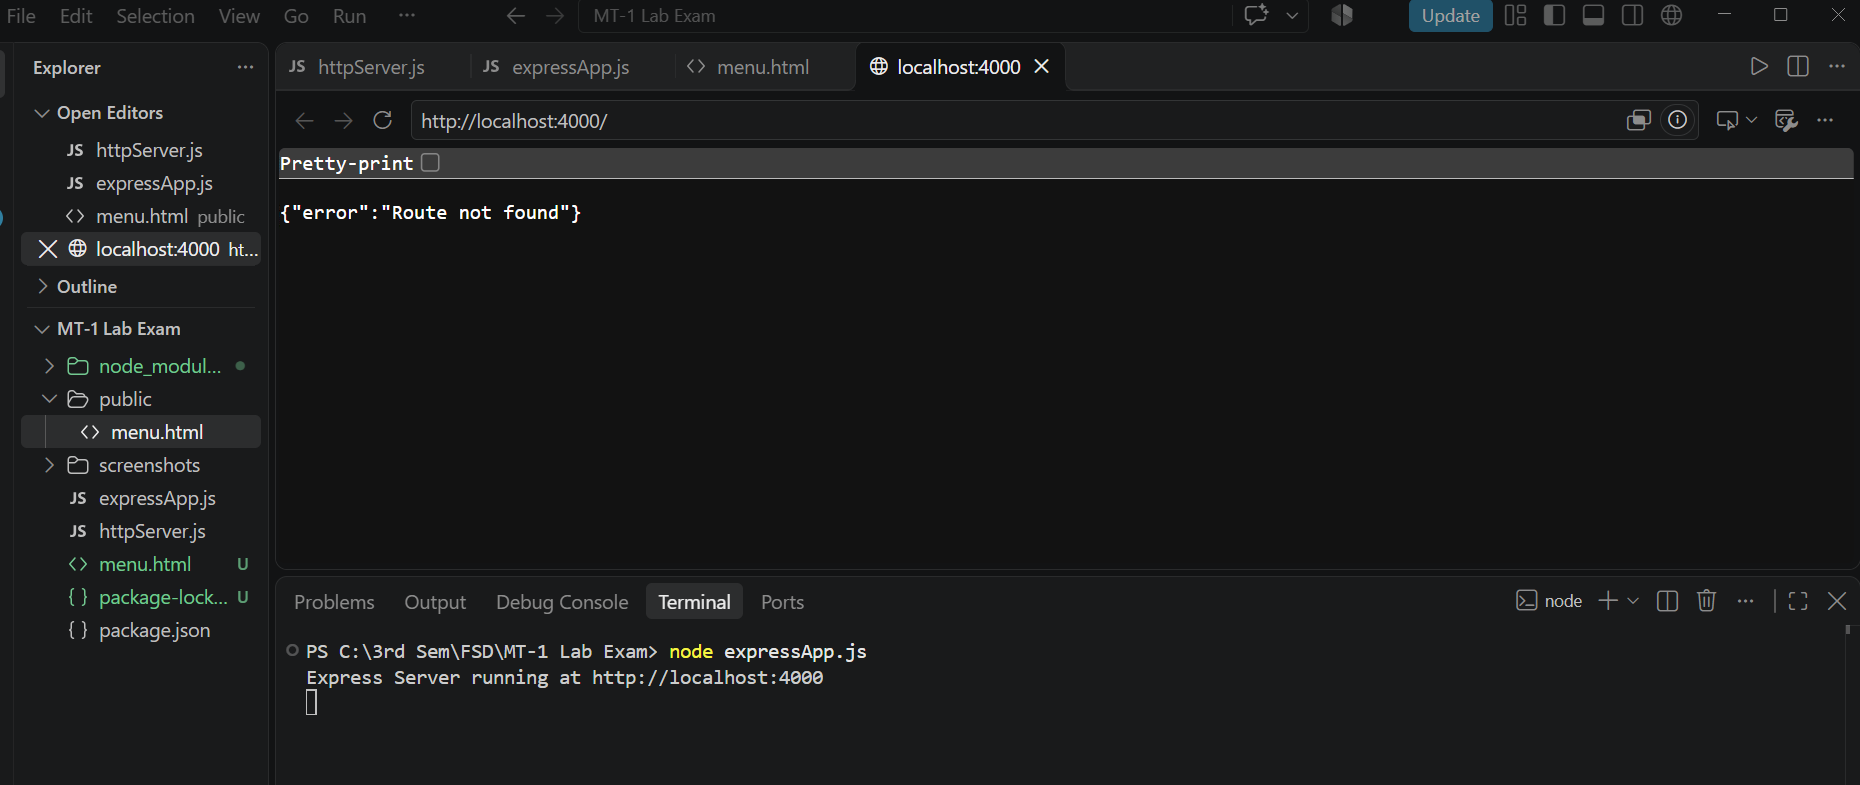 File Edit Selection View Go Run ··· MT-1 Lab Exam Update
Explorer ···
Open Editors
JS httpServer.js
JS expressApp.js
<> menu.html public
localhost:4000 ht...
Outline
MT-1 Lab Exam
node_modul...
public
<> menu.html
screenshots
JS expressApp.js
JS httpServer.js
<> menu.html U
{ } package-lock... U
{ } package.json
JS httpServer.js JS expressApp.js <> menu.html localhost:4000
http://localhost:4000/
Pretty-print
{"error":"Route not found"}
Problems Output Debug Console Terminal Ports node
PS C:\3rd Sem\FSD\MT-1 Lab Exam> node expressApp.js
Express Server running at http://localhost:4000